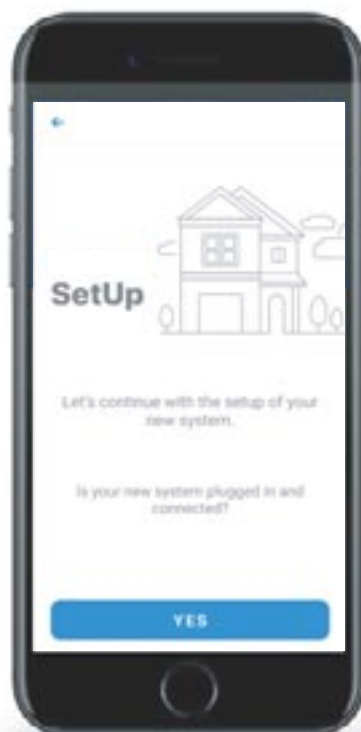 SetUp
Let's continue with the setup of your
new system.
Is your new system plugged in and
connected?
YES